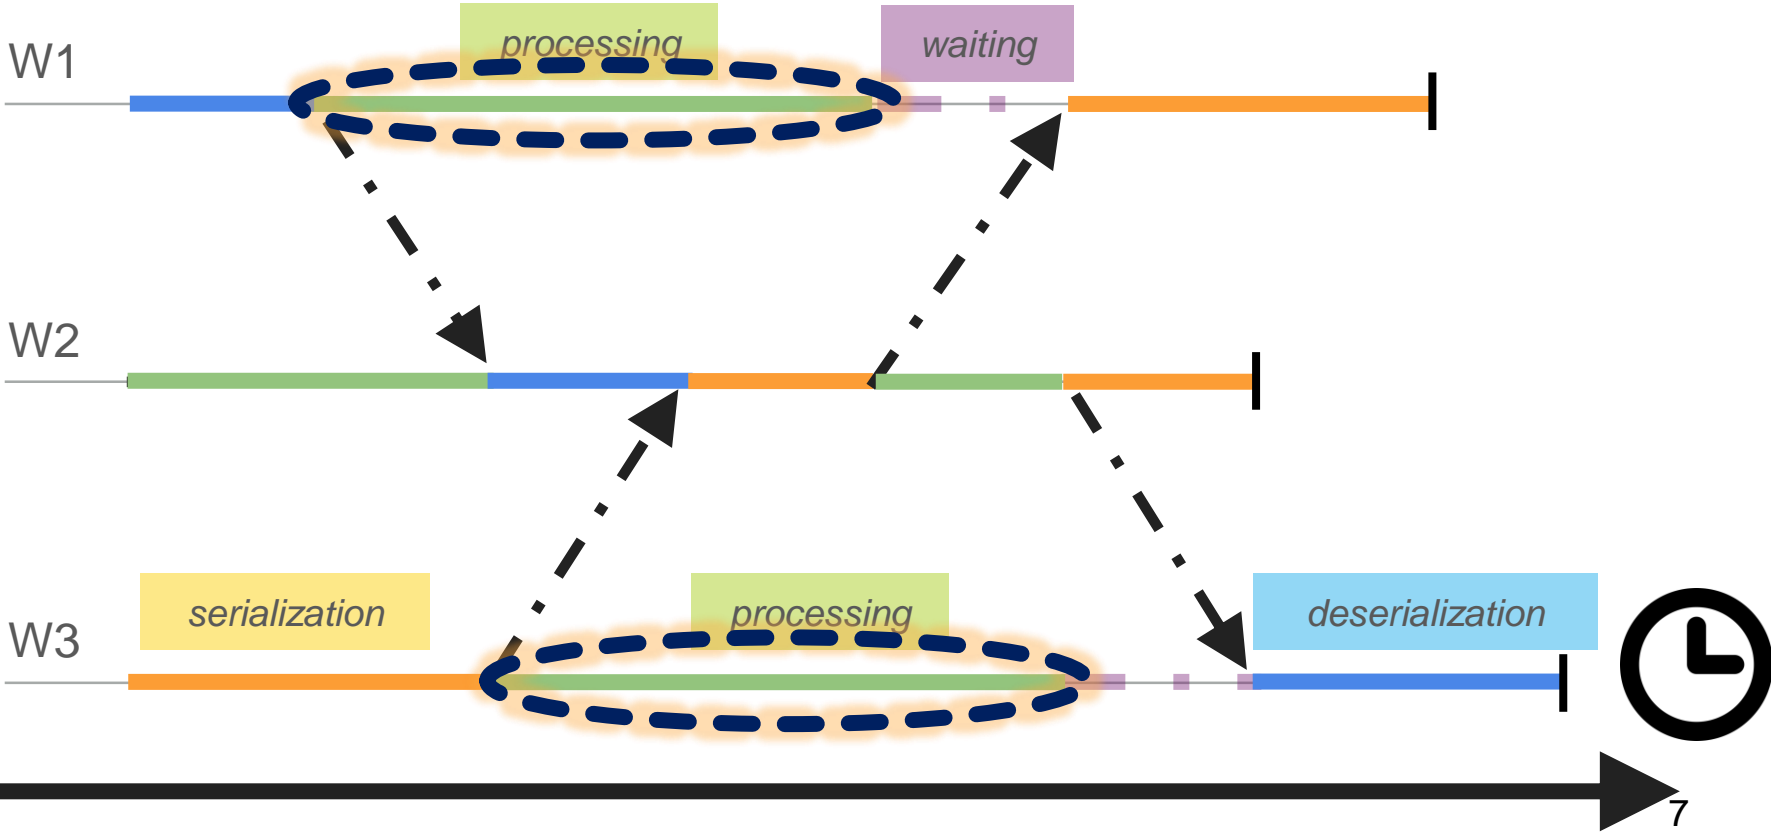 W1
processing
waiting
W2
serialization
processing
deserialization
W3
7